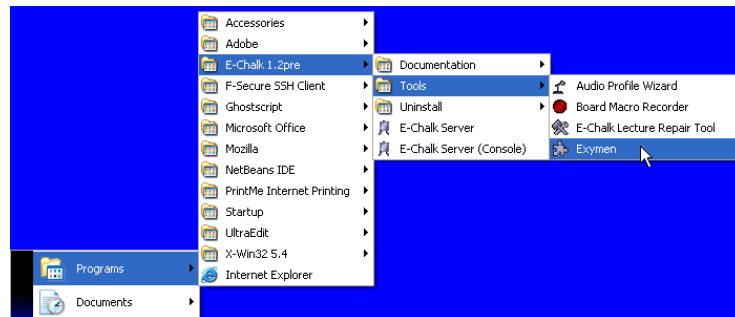 Accessories
Adobe
E-Chalk 1.2pre
F-Secure SSH Client
Ghostscript
Microsoft Office
Mozilla
NetBeans IDE
PrintMe Internet Printing
Startup
UltraEdit
X-Win32 5.4
Internet Explorer
Documentation
Tools
Uninstall
E-Chalk Server
E-Chalk Server (Console)
Audio Profile Wizard
Board Macro Recorder
E-Chalk Lecture Repair Tool
Exymen
Programs
Documents